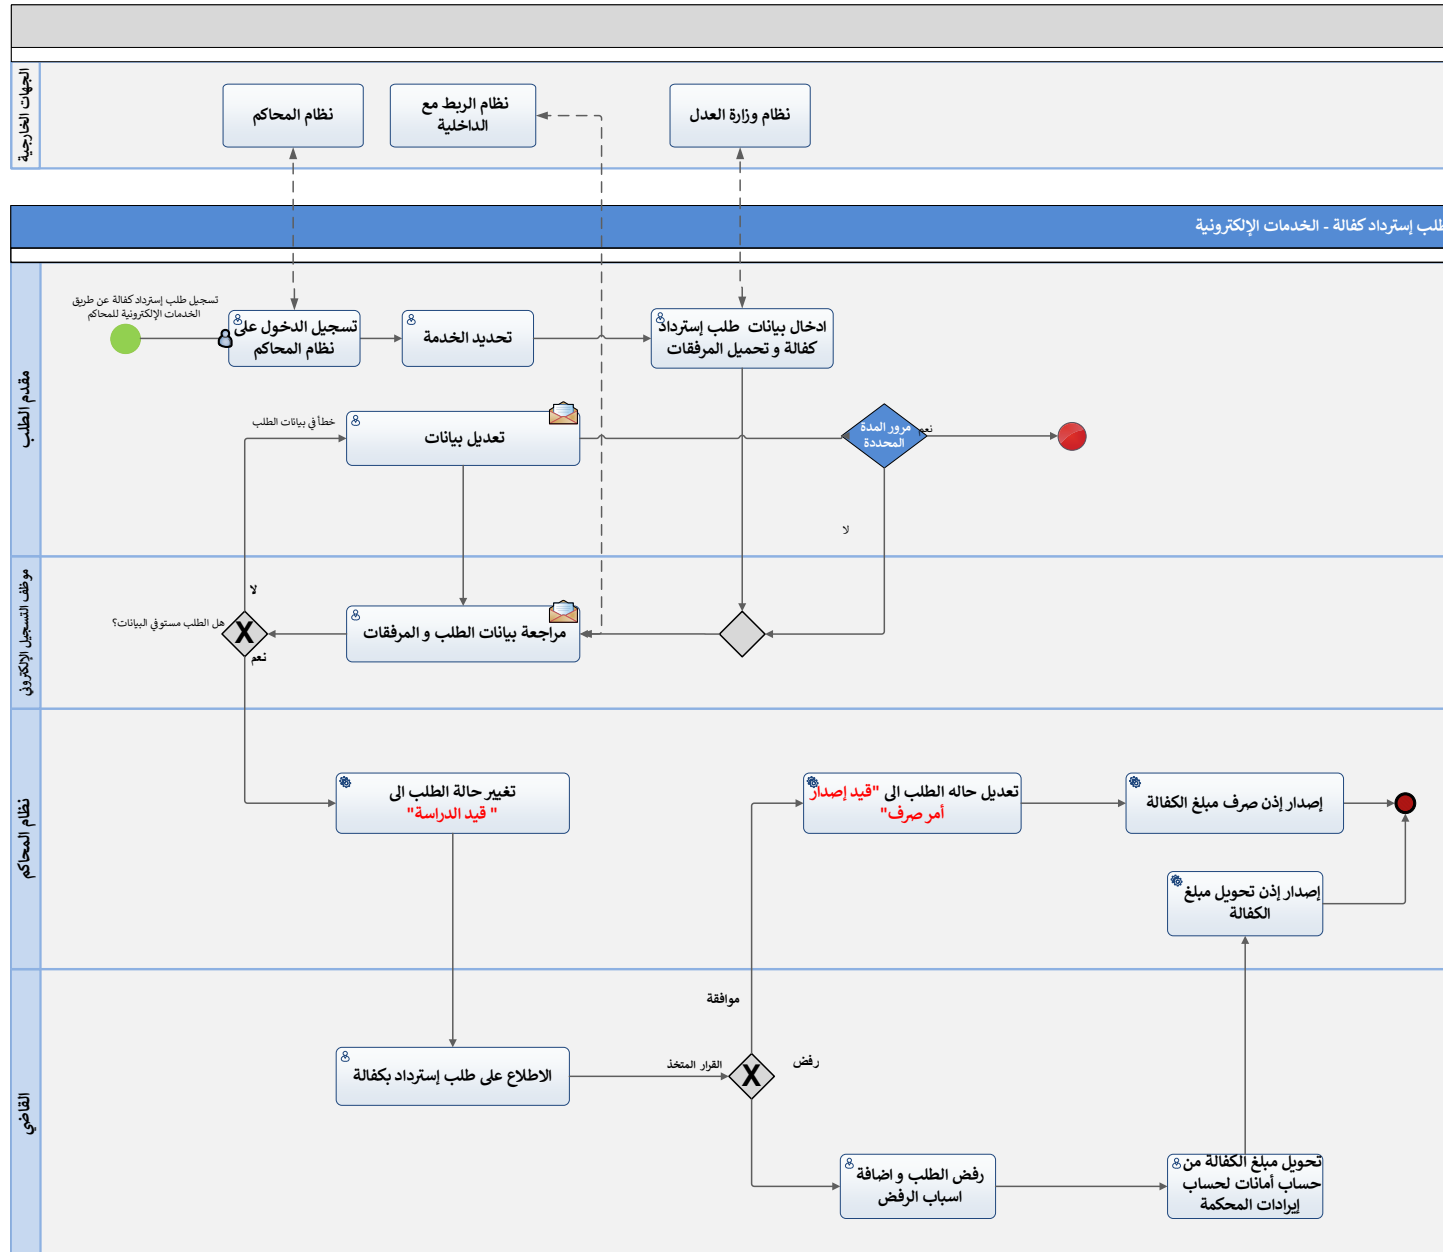 الجهات الخارجية
نظام المحاكم
نظام الربط مع
الداخلية
نظام وزارة العدل
طلب إسترداد كفالة - الخدمات الإلكترونية
مقدم الطلب
تسجيل طلب إسترداد كفالة عن طريق
الخدمات الإلكترونية للمحاكم
تسجيل الدخول على
نظام المحاكم
تحديد الخدمة
ادخال بيانات طلب إسترداد
كفالة و تحميل المرفقات
خطأ في بيانات الطلب
تعديل بيانات
مرور المدة
المحددة
نعم
لا
موظف التسجيل الإلكتروني
لا
هل الطلب مستوفي البيانات؟
X
نعم
مراجعة بيانات الطلب و المرفقات
نظام المحاكم
تغيير حالة الطلب الى
" قيد الدراسة"
تعديل حاله الطلب الى "قيد إصدار
أمر صرف"
إصدار إذن صرف مبلغ الكفالة
إصدار إذن تحويل مبلغ
الكفالة
القاضي
الاطلاع على طلب إسترداد بكفالة
القرار المتخذ
X
موافقة
رفض
رفض الطلب و اضافة
اسباب الرفض
تحويل مبلغ الكفالة من
حساب أمانات لحساب
إيرادات المحكمة